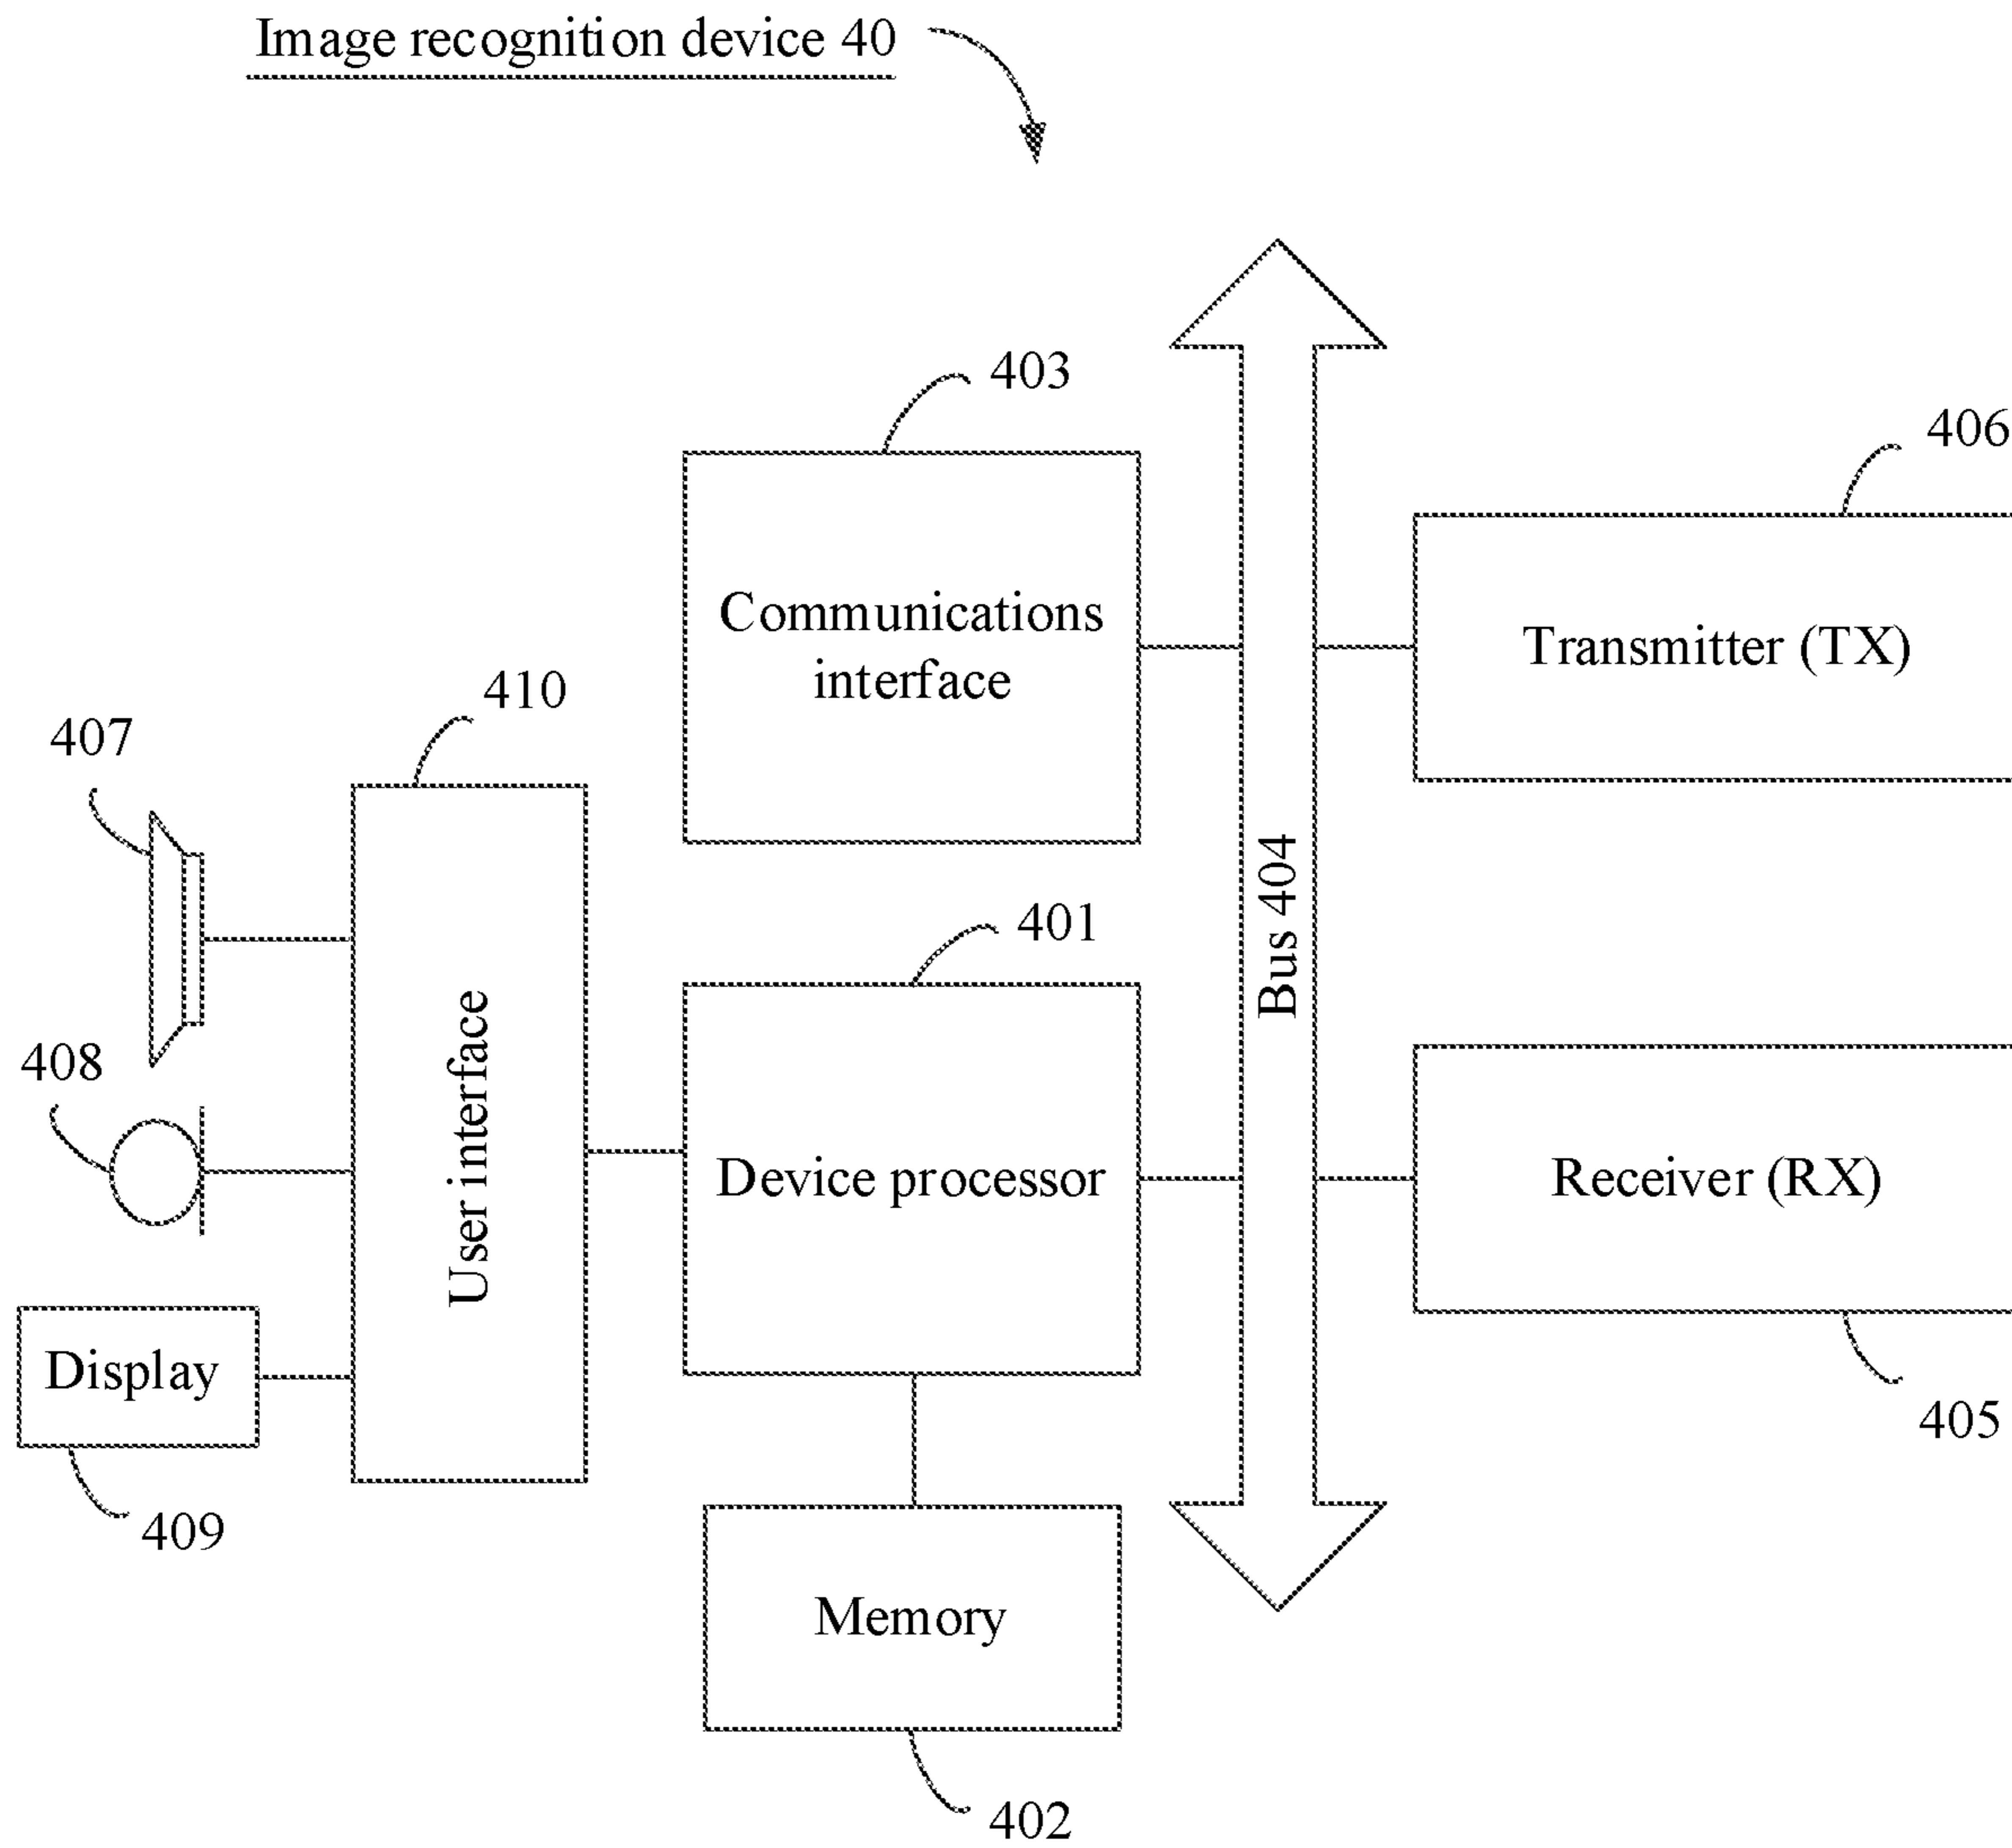 Image recognition device 40
403
406
Communications
interface
Transmitter (TX)
410
407
Bus 404
401
User interface
408
Device processor
Receiver (RX)
Display
405
409
Memory
402